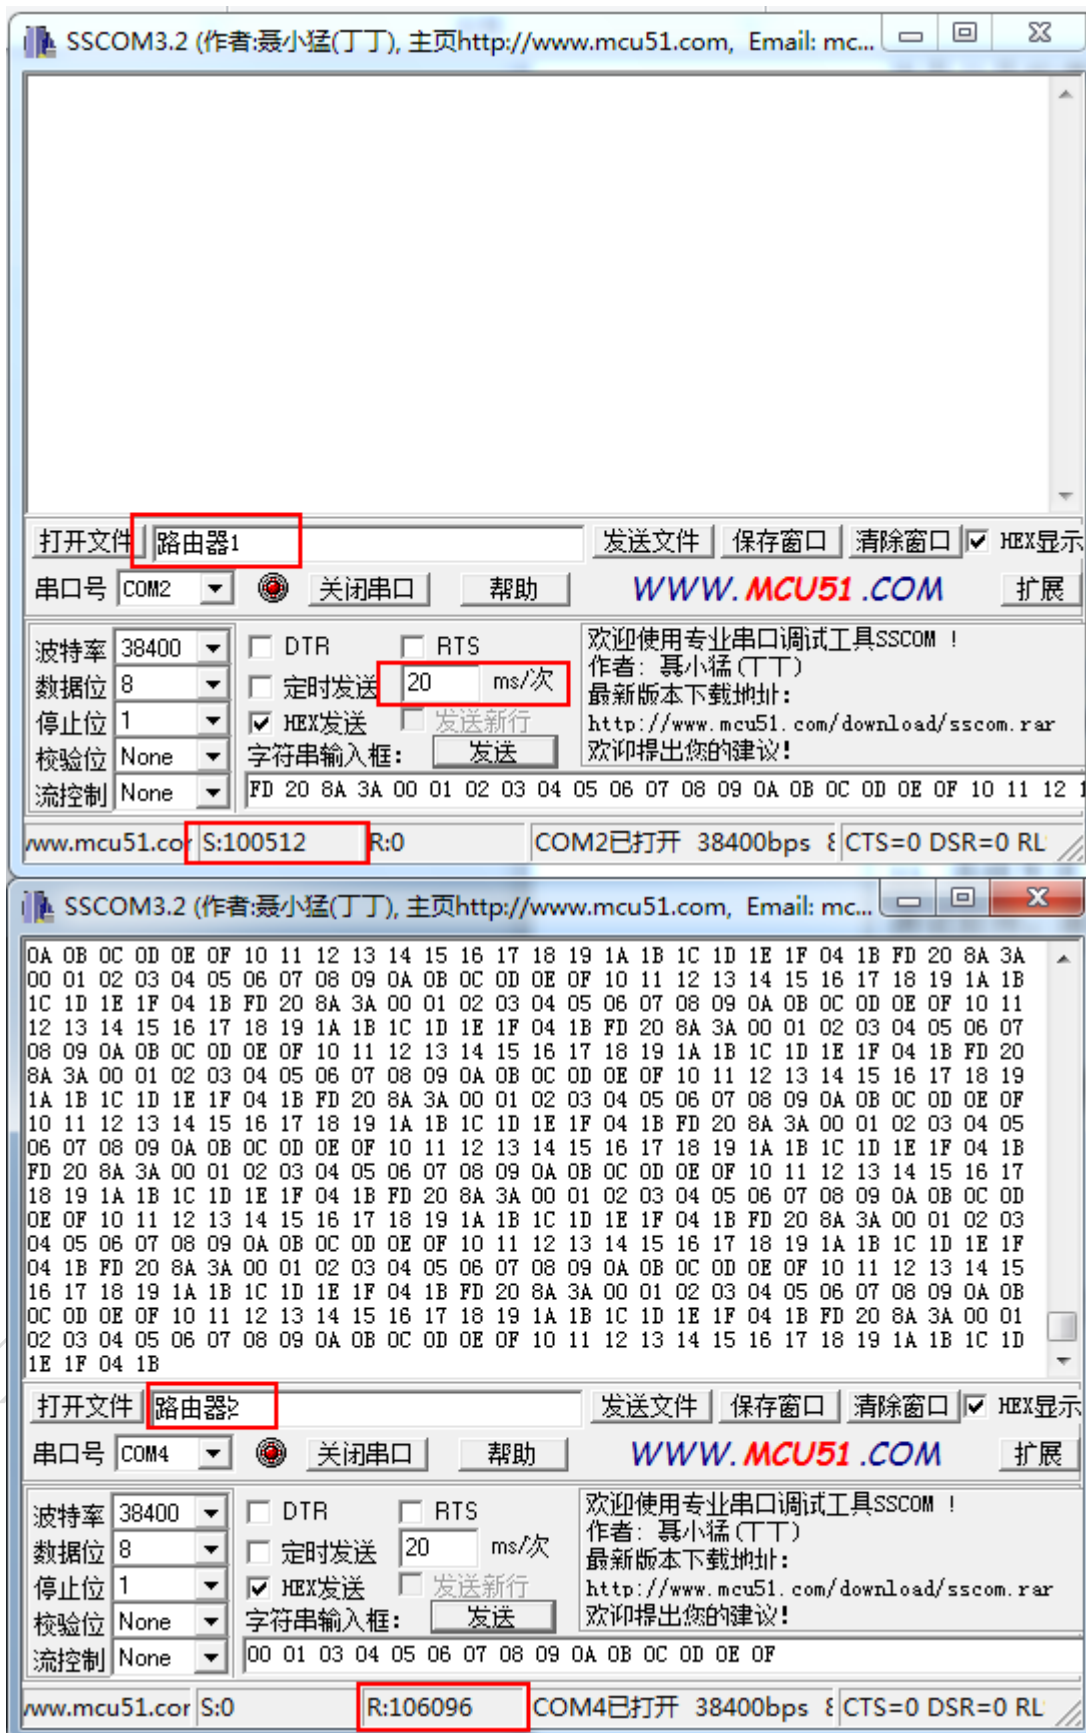 SSCOM3.2 (作者:聂小猛(丁丁), 主页http://www.mcu51.com, Email: mc...
打开文件 路由器1 发送文件 保存窗口 清除窗口 HEX显示
串口号 COM2 关闭串口 帮助 WWW.MCU51.COM 扩展
波特率 38400 DTR RTS 欢迎使用专业串口调试工具SSCOM !
作者: 聂小猛(丁丁)
数据位 8 定时发送 20 ms/次 最新版本下载地址:
停止位 1 HEX发送 发送新行 http://www.mcu51.com/download/sscom.rar
校验位 None 字符串输入框: 发送 欢迎提出您的建议!
流控制 None FD 20 8A 3A 00 01 02 03 04 05 06 07 08 09 0A 0B 0C 0D 0E 0F 10 11 12
S:100512 R:0 COM2已打开 38400bps 8 CTS=0 DSR=0 RL
SSCOM3.2 (作者:聂小猛(丁丁), 主页http://www.mcu51.com, Email: mc...
0A 0B 0C 0D 0E 0F 10 11 12 13 14 15 16 17 18 19 1A 1B 1C 1D 1E 1F 04 1B FD 20 8A 3A
00 01 02 03 04 05 06 07 08 09 0A 0B 0C 0D 0E 0F 10 11 12 13 14 15 16 17 18 19 1A 1B
1C 1D 1E 1F 04 1B FD 20 8A 3A 00 01 02 03 04 05 06 07 08 09 0A 0B 0C 0D 0E 0F 10 11
12 13 14 15 16 17 18 19 1A 1B 1C 1D 1E 1F 04 1B FD 20 8A 3A 00 01 02 03 04 05 06 07
08 09 0A 0B 0C 0D 0E 0F 10 11 12 13 14 15 16 17 18 19 1A 1B 1C 1D 1E 1F 04 1B FD 20
8A 3A 00 01 02 03 04 05 06 07 08 09 0A 0B 0C 0D 0E 0F 10 11 12 13 14 15 16 17 18 19
1A 1B 1C 1D 1E 1F 04 1B FD 20 8A 3A 00 01 02 03 04 05 06 07 08 09 0A 0B 0C 0D 0E 0F
10 11 12 13 14 15 16 17 18 19 1A 1B 1C 1D 1E 1F 04 1B FD 20 8A 3A 00 01 02 03 04 05
06 07 08 09 0A 0B 0C 0D 0E 0F 10 11 12 13 14 15 16 17 18 19 1A 1B 1C 1D 1E 1F 04 1B
FD 20 8A 3A 00 01 02 03 04 05 06 07 08 09 0A 0B 0C 0D 0E 0F 10 11 12 13 14 15 16 17
18 19 1A 1B 1C 1D 1E 1F 04 1B FD 20 8A 3A 00 01 02 03 04 05 06 07 08 09 0A 0B 0C 0D
0E 0F 10 11 12 13 14 15 16 17 18 19 1A 1B 1C 1D 1E 1F 04 1B FD 20 8A 3A 00 01 02 03
04 05 06 07 08 09 0A 0B 0C 0D 0E 0F 10 11 12 13 14 15 16 17 18 19 1A 1B 1C 1D 1E 1F
04 1B FD 20 8A 3A 00 01 02 03 04 05 06 07 08 09 0A 0B 0C 0D 0E 0F 10 11 12 13 14 15
16 17 18 19 1A 1B 1C 1D 1E 1F 04 1B FD 20 8A 3A 00 01 02 03 04 05 06 07 08 09 0A 0B
0C 0D 0E 0F 10 11 12 13 14 15 16 17 18 19 1A 1B 1C 1D 1E 1F 04 1B FD 20 8A 3A 00 01
02 03 04 05 06 07 08 09 0A 0B 0C 0D 0E 0F 10 11 12 13 14 15 16 17 18 19 1A 1B 1C 1D
1E 1F 04 1B
打开文件 路由器2 发送文件 保存窗口 清除窗口 HEX显示
串口号 COM4 关闭串口 帮助 WWW.MCU51.COM 扩展
波特率 38400 DTR RTS 欢迎使用专业串口调试工具SSCOM !
作者: 聂小猛(丁丁)
数据位 8 定时发送 20 ms/次 最新版本下载地址:
停止位 1 HEX发送 发送新行 http://www.mcu51.com/download/sscom.rar
校验位 None 字符串输入框: 发送 欢迎提出您的建议!
流控制 None 00 01 03 04 05 06 07 08 09 0A 0B 0C 0D 0E 0F
S:0 R:106096 COM4已打开 38400bps 8 CTS=0 DSR=0 RL